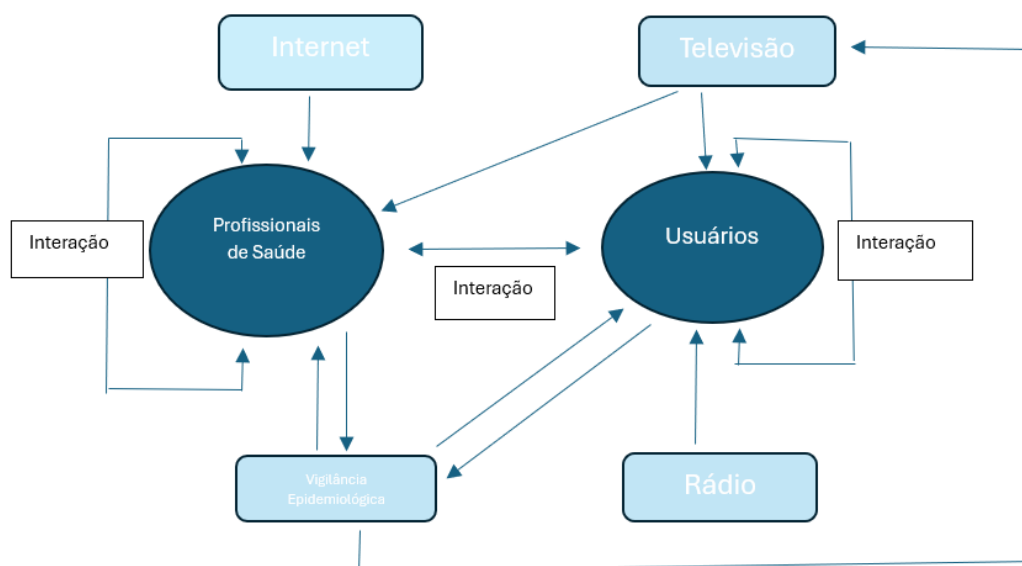 Internet
Televisão
Profissionais
de Saúde
Usuários
Interação
Interação
Interação
Vigilância
Epidemiológica
Rádio